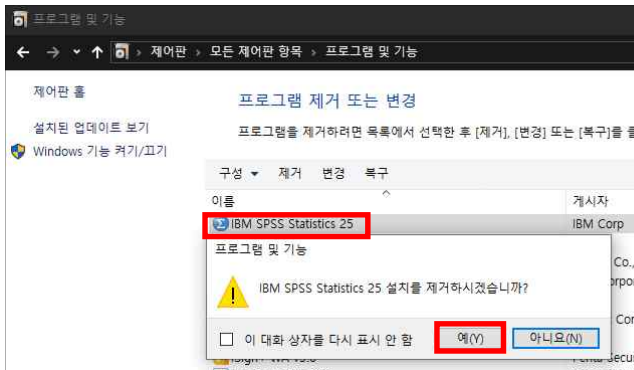 프로그램 및 기능
제어판 › 모든 제어판 항목 › 프로그램 및 기능
제어판 홈
설치된 업데이트 보기
Windows 기능 켜기/끄기
프로그램 제거 또는 변경
프로그램을 제거하려면 목록에서 선택한 후 [제거], [변경] 또는 [복구]를
구성 제거 변경 복구
이름 게시자
IBM SPSS Statistics 25 IBM Corp
프로그램 및 기능
IBM SPSS Statistics 25 설치를 제거하시겠습니까?
Co.,
Cor
이 대화 상자를 다시 표시 안 함 예(Y) 아니요(N)